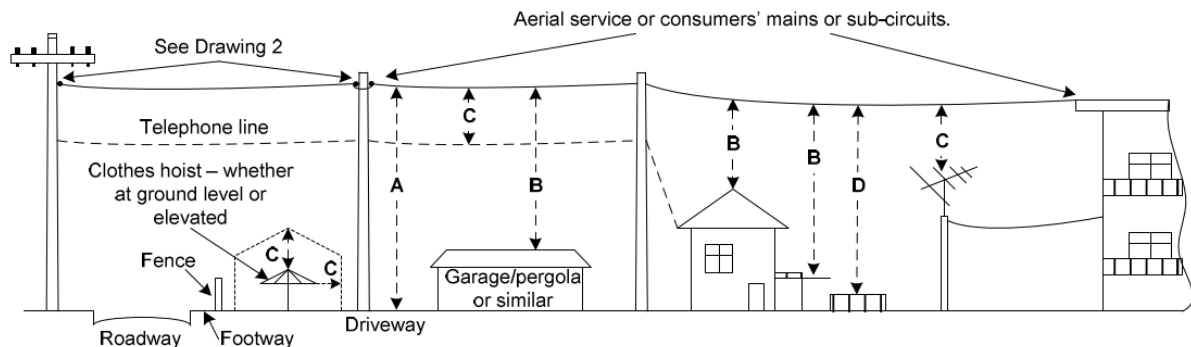 Aerial service or consumers’ mains or sub-circuits.
See Drawing 2
C
Telephone line
B
B
C
Clothes hoist – whether
at ground level or
elevated
A
B
D
C
C
Fence
Garage/pergola
or similar
Driveway
Roadway
Footway